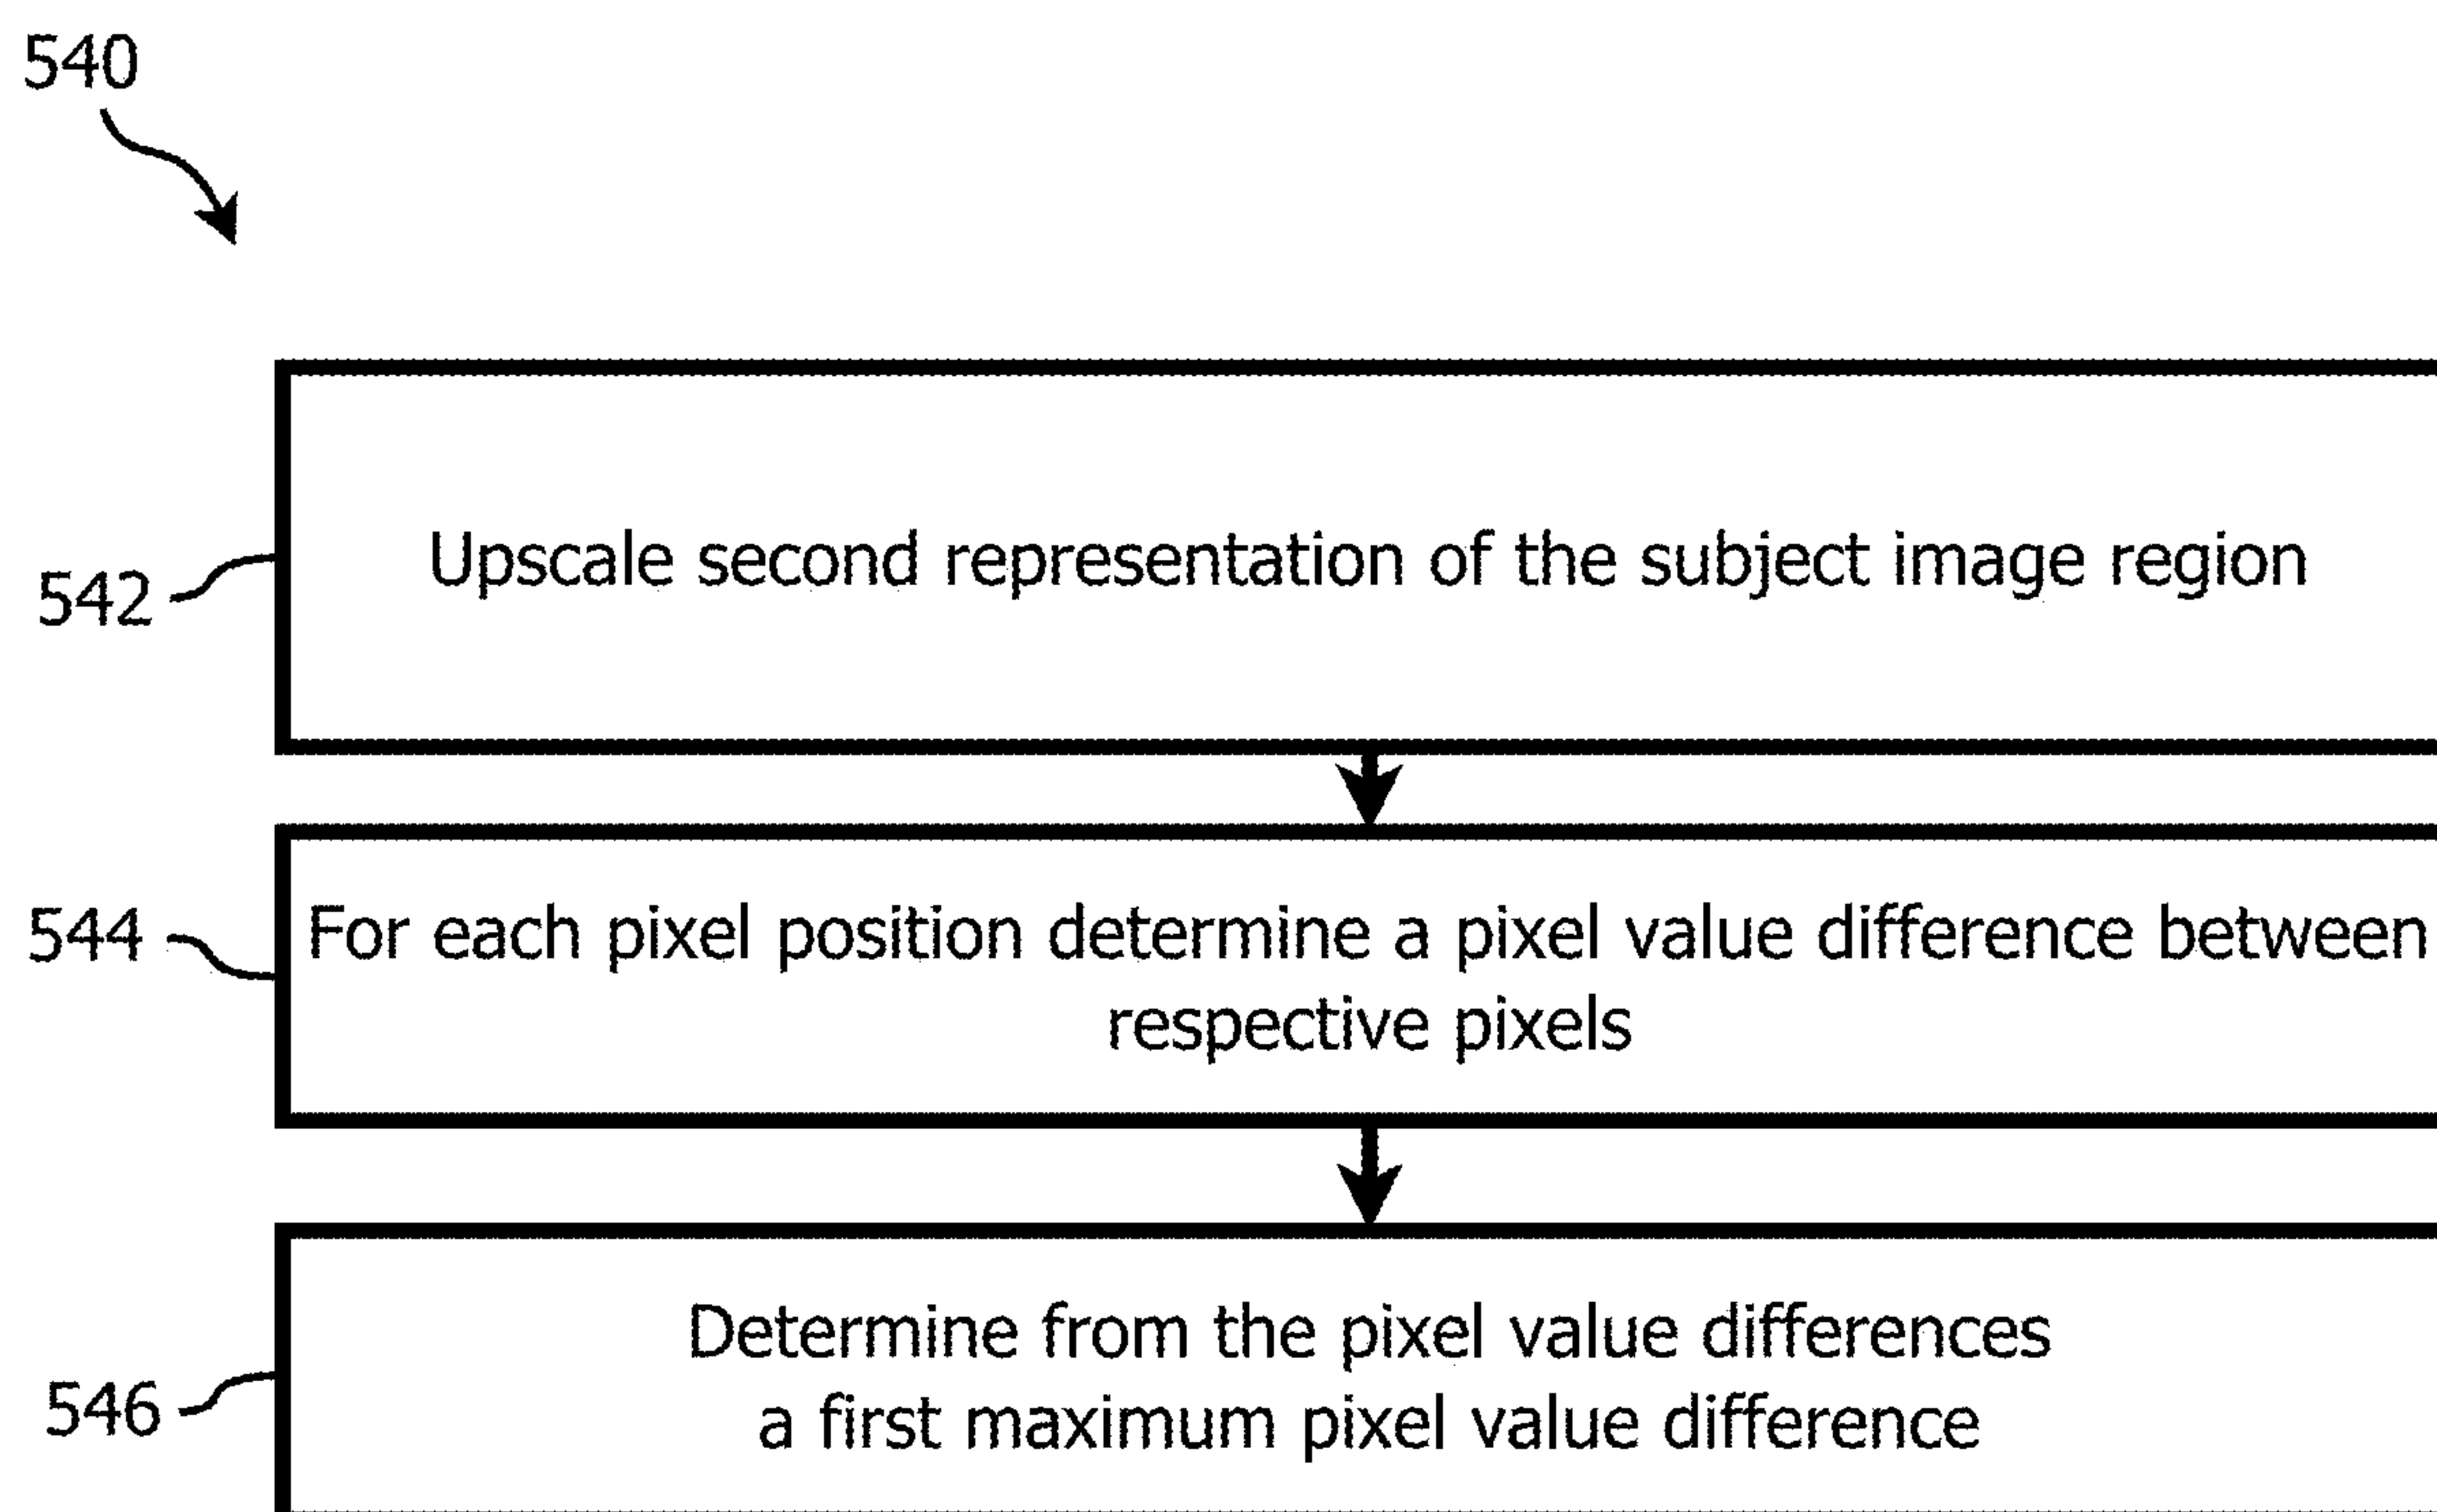 540
542
Upscale second representation of the subject image region
544
For each pixel position determine a pixel value difference between
respective pixels
546
Determine from the pixel value differences
a first maximum pixel value difference